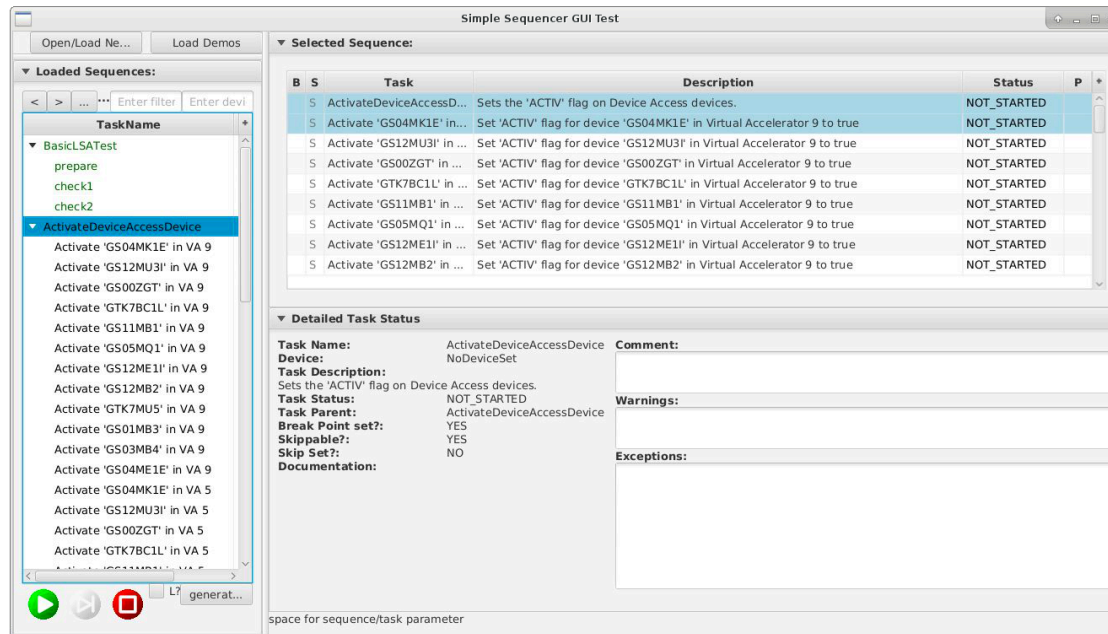 Simple Sequencer GUI Test
Open/Load Ne... Load Demos
Loaded Sequences:
< > ... ··· Enter filter Enter devi
TaskName +
BasicLSATest
prepare
check1
check2
ActivateDeviceAccessDevice
Activate 'GS04MK1E' in VA 9
Activate 'GS12MU3I' in VA 9
Activate 'GS00ZGT' in VA 9
Activate 'GTK7BC1L' in VA 9
Activate 'GS11MB1' in VA 9
Activate 'GS05MQ1' in VA 9
Activate 'GS12ME1I' in VA 9
Activate 'GS12MB2' in VA 9
Activate 'GTK7MU5' in VA 9
Activate 'GS01MB3' in VA 9
Activate 'GS03MB4' in VA 9
Activate 'GS04ME1E' in VA 9
Activate 'GS04MK1E' in VA 5
Activate 'GS12MU3I' in VA 5
Activate 'GS00ZGT' in VA 5
Activate 'GTK7BC1L' in VA 5
L? generat...
Selected Sequence:
B S Task Description Status P +
S ActivateDeviceAccessD... Sets the 'ACTIV' flag on Device Access devices. NOT_STARTED
S Activate 'GS04MK1E' in... Set 'ACTIV' flag for device 'GS04MK1E' in Virtual Accelerator 9 to true NOT_STARTED
S Activate 'GS12MU3I' in ... Set 'ACTIV' flag for device 'GS12MU3I' in Virtual Accelerator 9 to true NOT_STARTED
S Activate 'GS00ZGT' in ... Set 'ACTIV' flag for device 'GS00ZGT' in Virtual Accelerator 9 to true NOT_STARTED
S Activate 'GTK7BC1L' in ... Set 'ACTIV' flag for device 'GTK7BC1L' in Virtual Accelerator 9 to true NOT_STARTED
S Activate 'GS11MB1' in ... Set 'ACTIV' flag for device 'GS11MB1' in Virtual Accelerator 9 to true NOT_STARTED
S Activate 'GS05MQ1' in ... Set 'ACTIV' flag for device 'GS05MQ1' in Virtual Accelerator 9 to true NOT_STARTED
S Activate 'GS12ME1I' in ... Set 'ACTIV' flag for device 'GS12ME1I' in Virtual Accelerator 9 to true NOT_STARTED
S Activate 'GS12MB2' in ... Set 'ACTIV' flag for device 'GS12MB2' in Virtual Accelerator 9 to true NOT_STARTED
Detailed Task Status
Task Name: ActivateDeviceAccessDevice
Device: NoDeviceSet
Task Description:
Sets the 'ACTIV' flag on Device Access devices.
Task Status: NOT_STARTED
Task Parent: ActivateDeviceAccessDevice
Break Point set?: YES
Skippable?: YES
Skip Set?: NO
Documentation:
Comment:
Warnings:
Exceptions:
space for sequence/task parameter